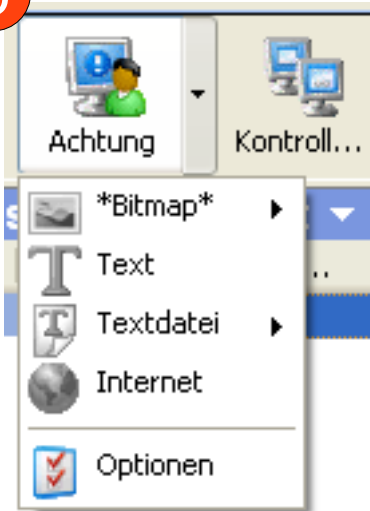 Achtung
Kontroll...
*Bitmap*
Text
Textdatei
Internet
Optionen